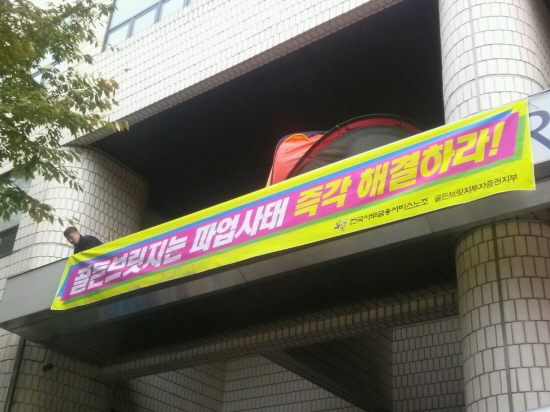 골든브릿지는 파업사태 즉각 해결하라!
전국사무금융서비스노조 골든브릿지투자증권지부
R